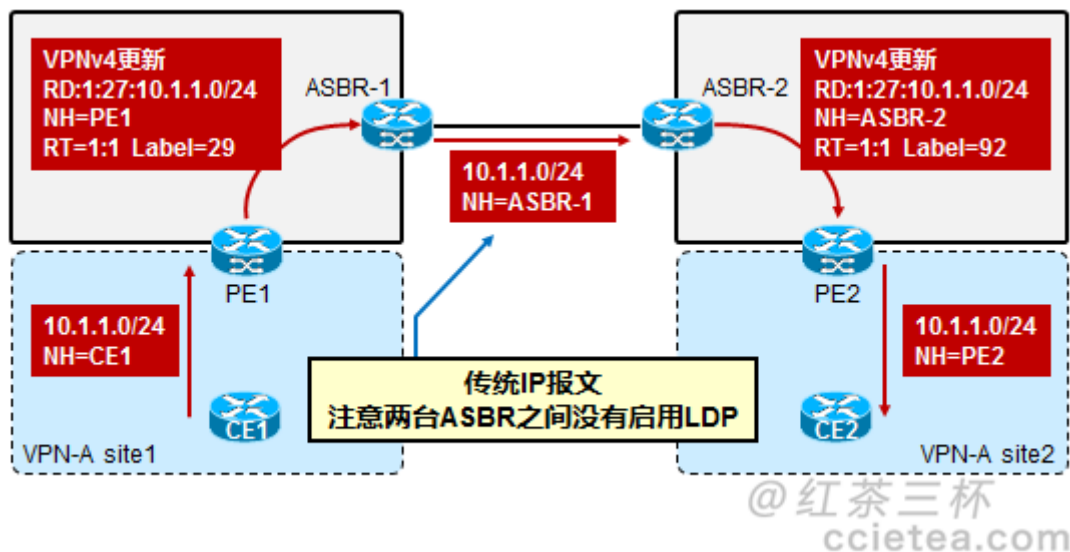 VPNv4更新
RD:1:27:10.1.1.0/24
NH=PE1
RT=1:1 Label=29
ASBR-1
ASBR-2
VPNv4更新
RD:1:27:10.1.1.0/24
NH=ASBR-2
RT=1:1 Label=92
10.1.1.0/24
NH=ASBR-1
PE1
PE2
10.1.1.0/24
NH=CE1
10.1.1.0/24
NH=PE2
传统IP报文
注意两台ASBR之间没有启用LDP
CE1
CE2
VPN-A site1
VPN-A site2
@红茶三杯
ccietea.com